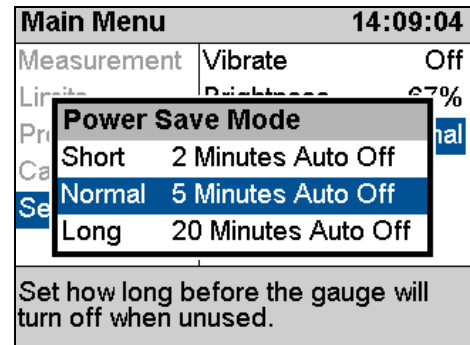 Main Menu 14:09:04
Measurement Vibrate Off
67%
Power Save Mode
Short 2 Minutes Auto Off
Normal 5 Minutes Auto Off
Long 20 Minutes Auto Off
Set how long before the gauge will
turn off when unused.